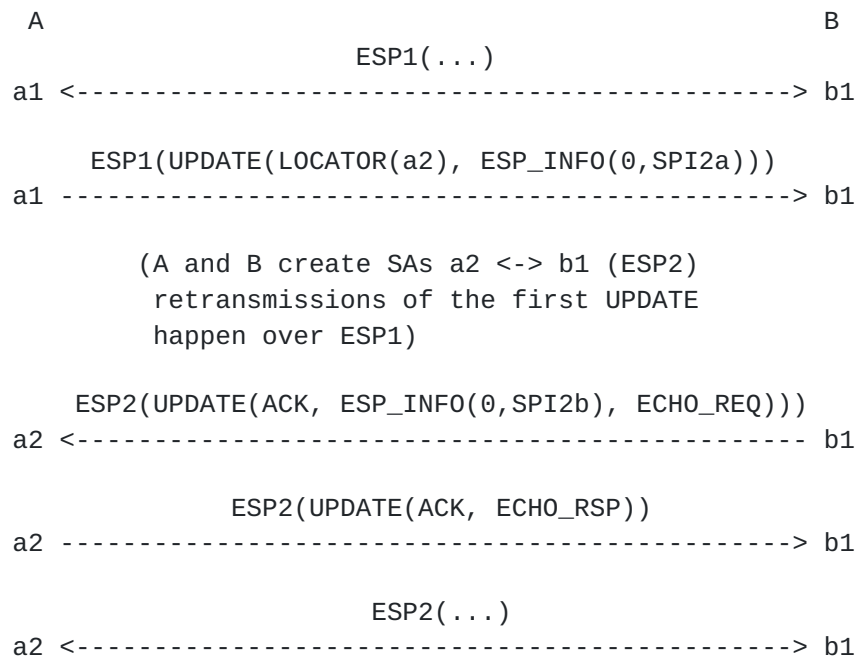 A                                                   B
                      ESP1(...)
a1 <----------------------------------------------> b1
     ESP1(UPDATE(LOCATOR(a2), ESP_INFO(0,SPI2a)))
a1 -----------------------------------------------> b1
        (A and B create SAs a2 <-> b1 (ESP2)
         retransmissions of the first UPDATE
         happen over ESP1)
    ESP2(UPDATE(ACK, ESP_INFO(0,SPI2b), ECHO_REQ)))
a2 <----------------------------------------------- b1
              ESP2(UPDATE(ACK, ECHO_RSP))
a2 -----------------------------------------------> b1
                       ESP2(...)
a2 <----------------------------------------------> b1